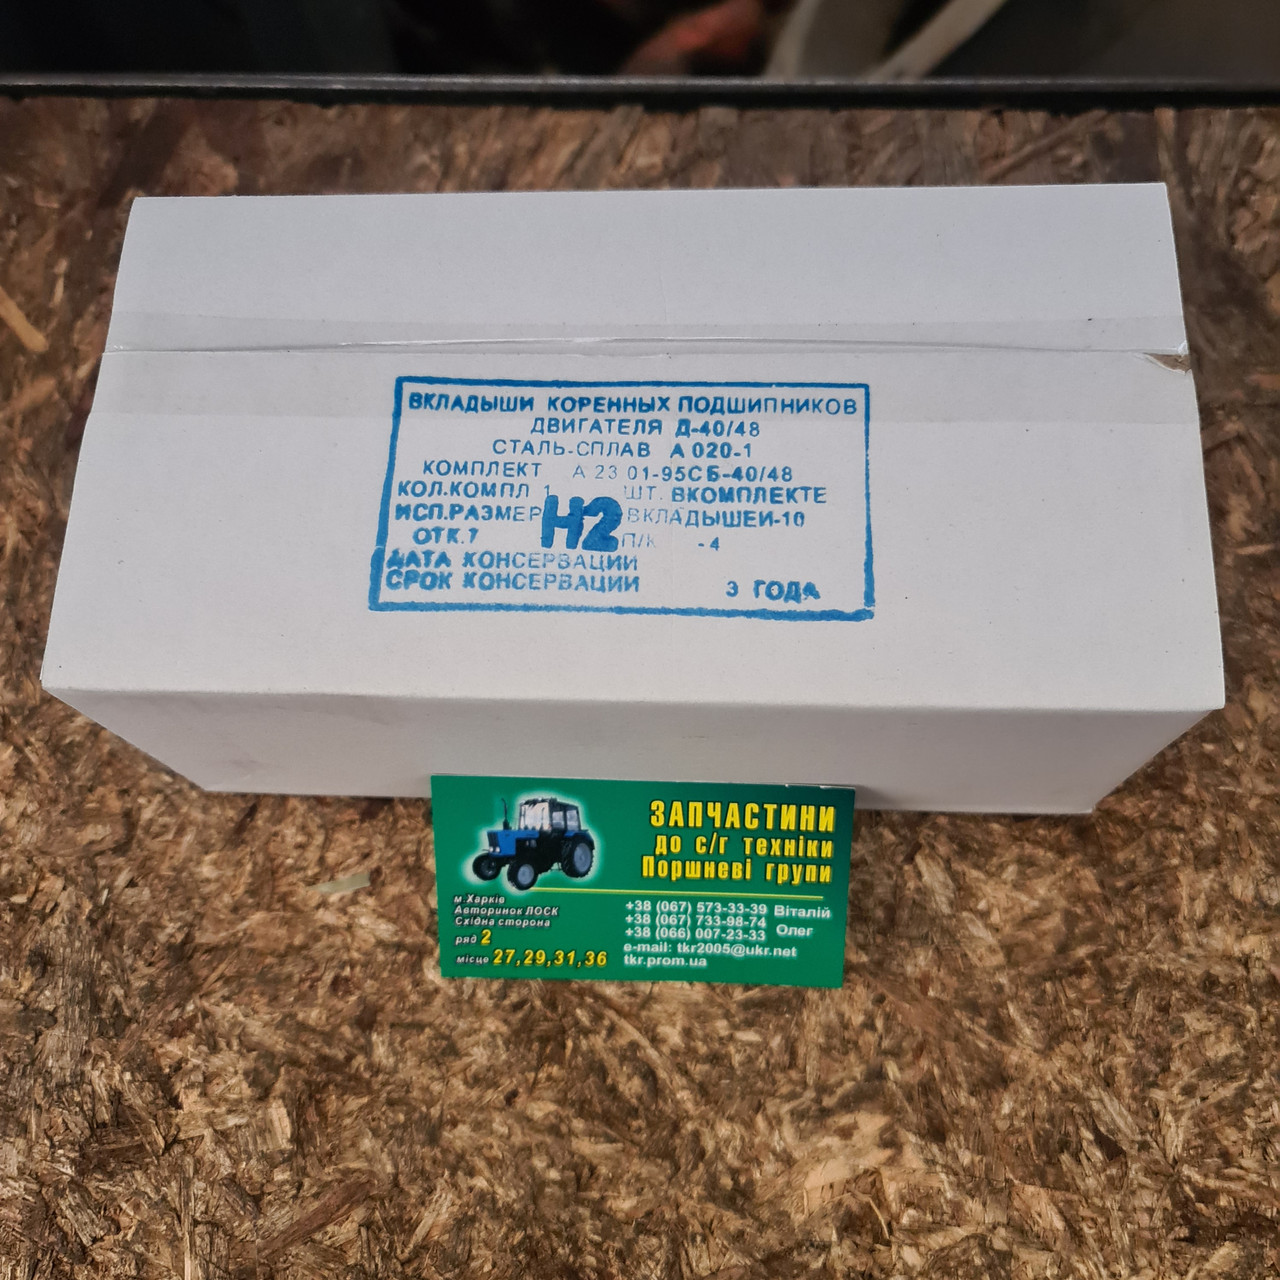 ВКЛАДЫШИ КОРЕННЫХ ПОДШИПНИКОВ
ДВИГАТЕЛЯ Д-40/48
СТАЛЬ-СПЛАВ А 020-1
КОМПЛЕКТ А 23 01-95СБ-40/48
КОЛ.КОМПЛ 1 ШТ. ВКОМПЛЕКТЕ
ИСП.РАЗМЕР Н2 ВКЛАДЫШЕЙ-10
ОТК.7 П/К -4
ДАТА КОНСЕРВАЦИИ
СРОК КОНСЕРВАЦИИ 3 ГОДА
ЗАПЧАСТИНИ
до с/г техніки
Поршневі групи
м.Харків
Авторинок ЛОСК
Східна сторона
ряд 2
місце 27,29,31,36
+38 (067) 573-33-39 Віталій
+38 (067) 733-98-74
+38 (066) 007-23-33 Олег
e-mail: tkr2005@ukr.net
tkr.prom.ua